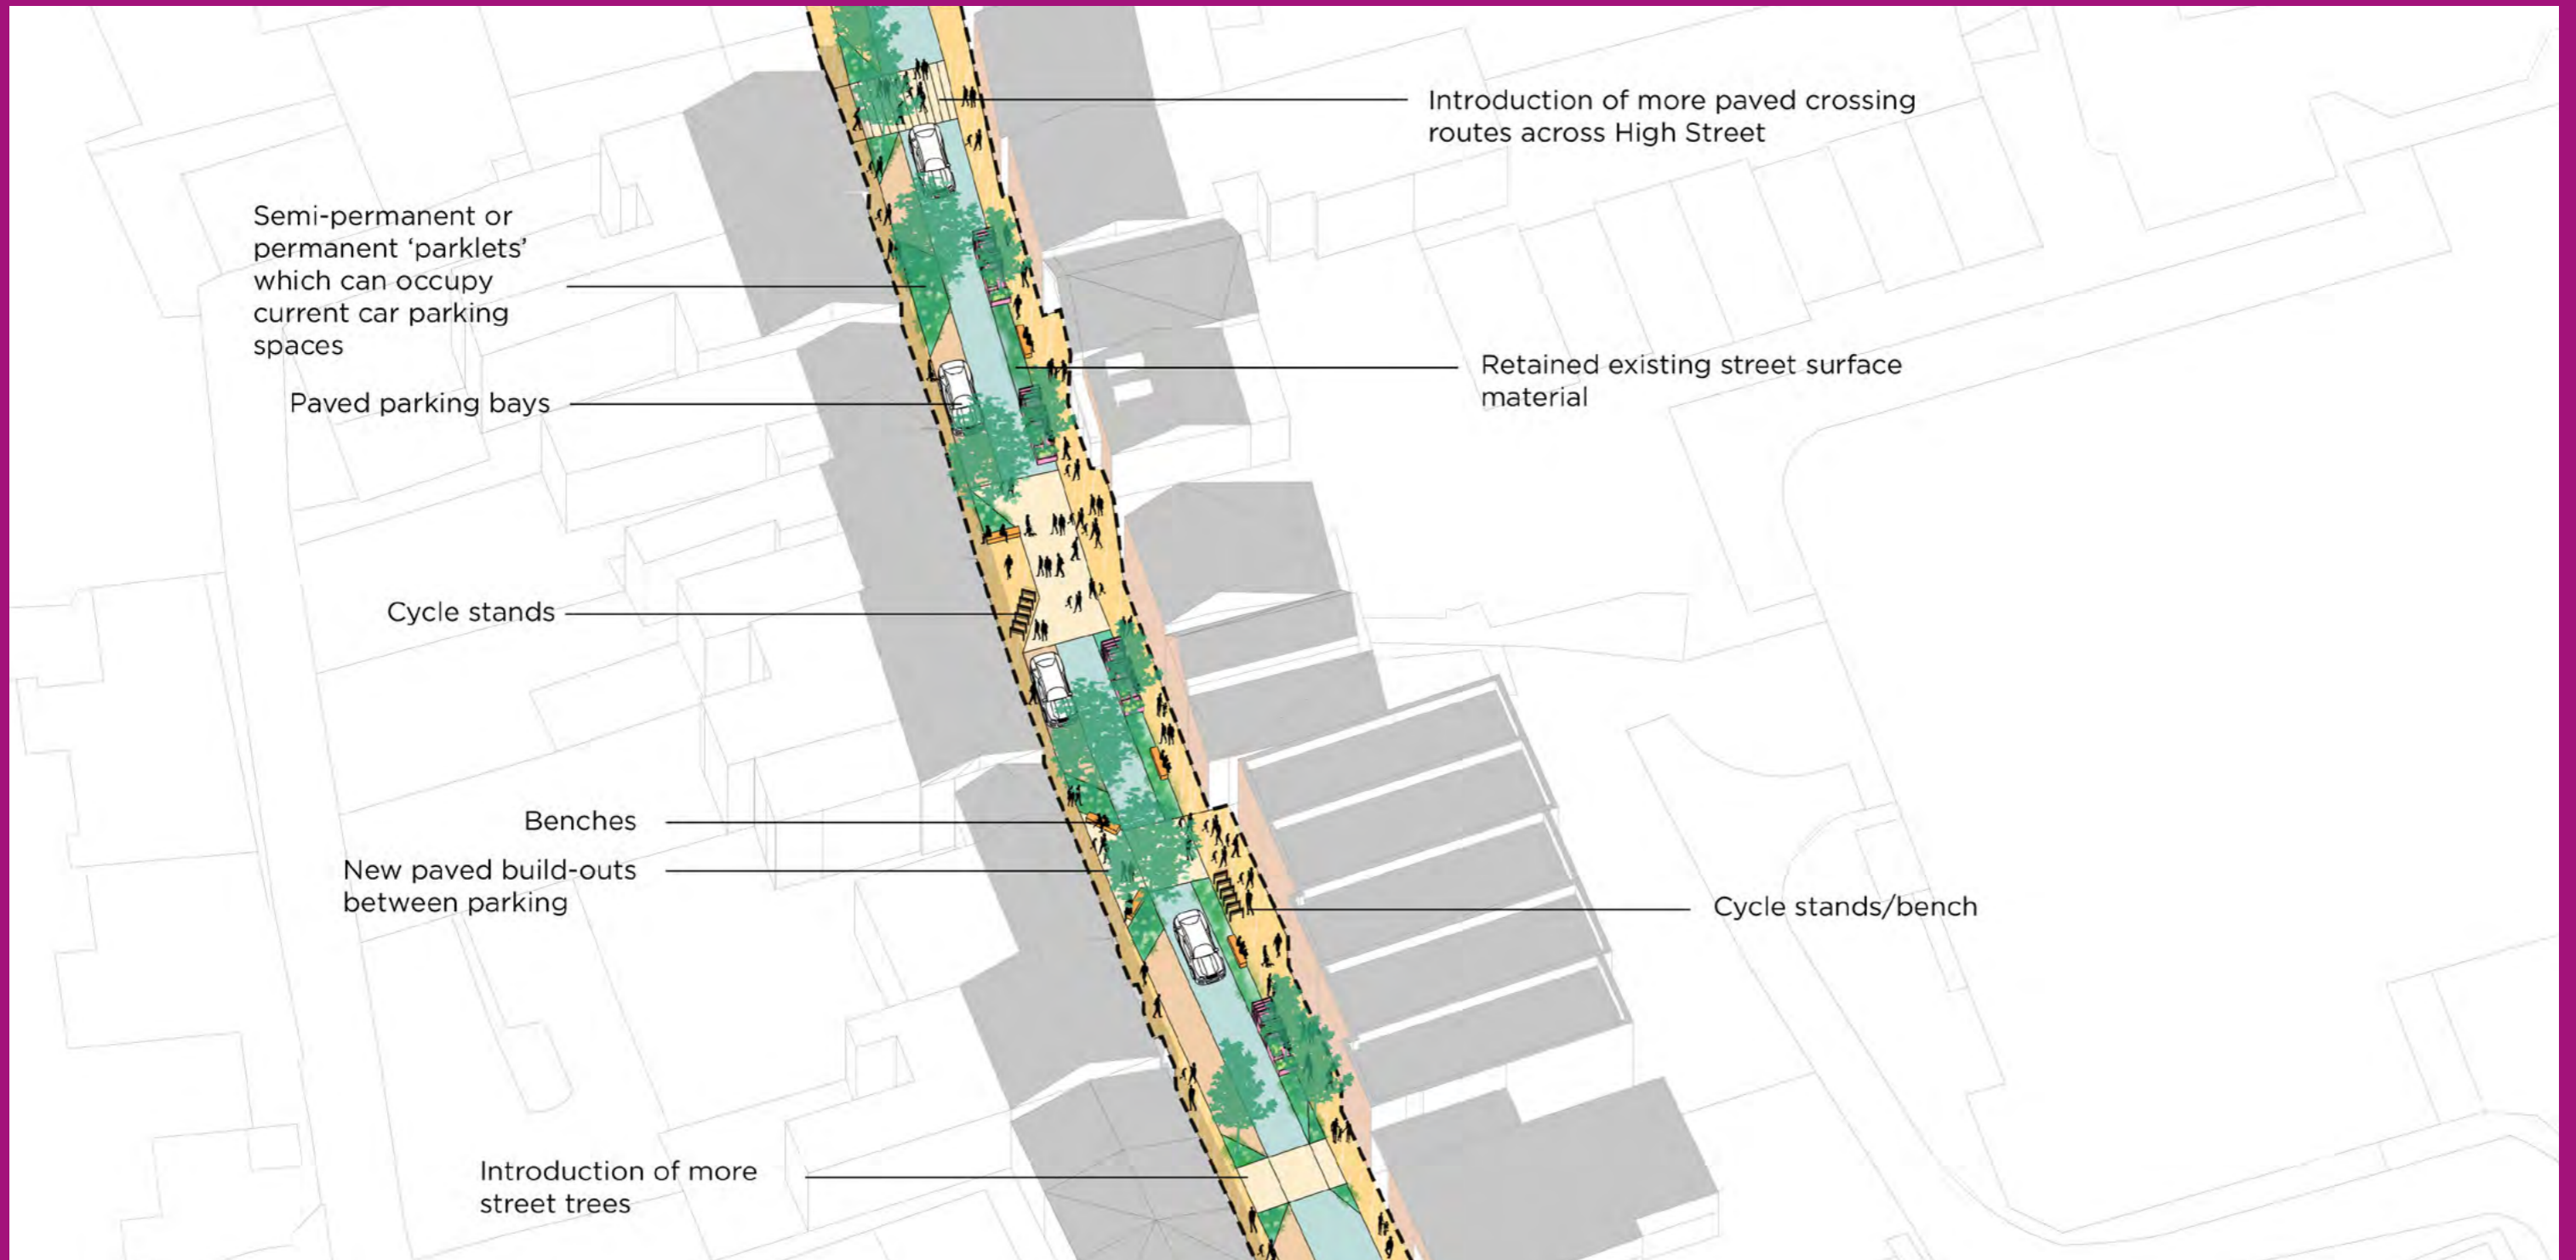 Introduction of more paved crossing
routes across High Street
Semi-permanent or
permanent ‘parklets’
which can occupy
current car parking
spaces
Retained existing street surface
material
Paved parking bays
Cycle stands
Benches
New paved build-outs
between parking
Cycle stands/bench
Introduction of more
street trees